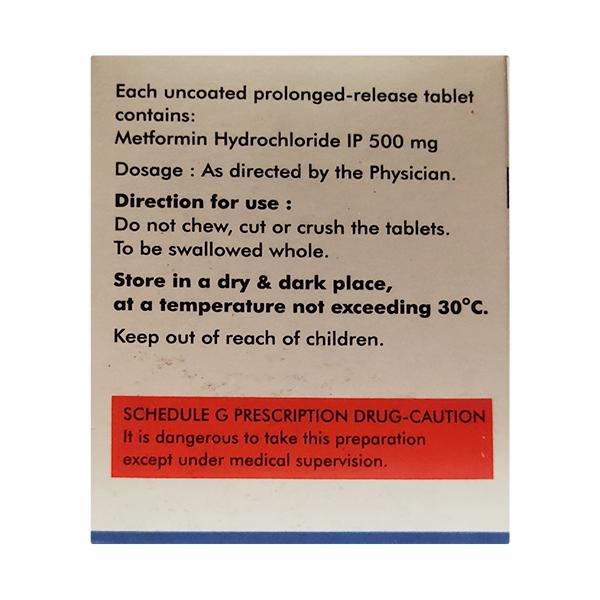 Each uncoated prolonged-release tablet
contains:
Metformin Hydrochloride IP 500 mg
Dosage : As directed by the Physician.
Direction for use :
Do not chew, cut or crush the tablets.
To be swallowed whole.
Store in a dry & dark place,
at a temperature not exceeding 30°C.
Keep out of reach of children.
SCHEDULE G PRESCRIPTION DRUG-CAUTION
It is dangerous to take this preparation
except under medical supervision.